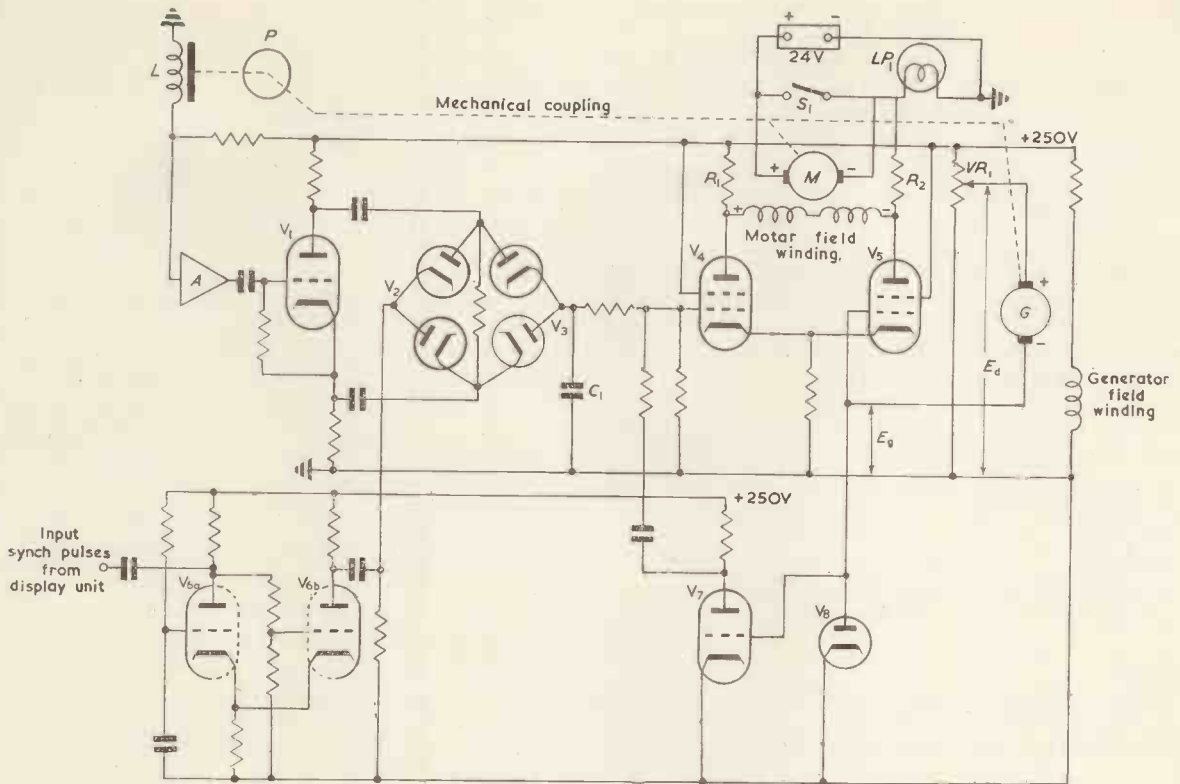 P
L
+ -
24V
LP1
S1
Mechanical coupling
+250V
+ M -
R1
R2
VR1
+ -
Motar field
winding.
V1
A
V2
V3
V4
V5
C1
+
G
-
Ed
Eg
Generator
field
winding
+250V
Input
synch pulses
from
display unit
V6a
V6b
V7
V8